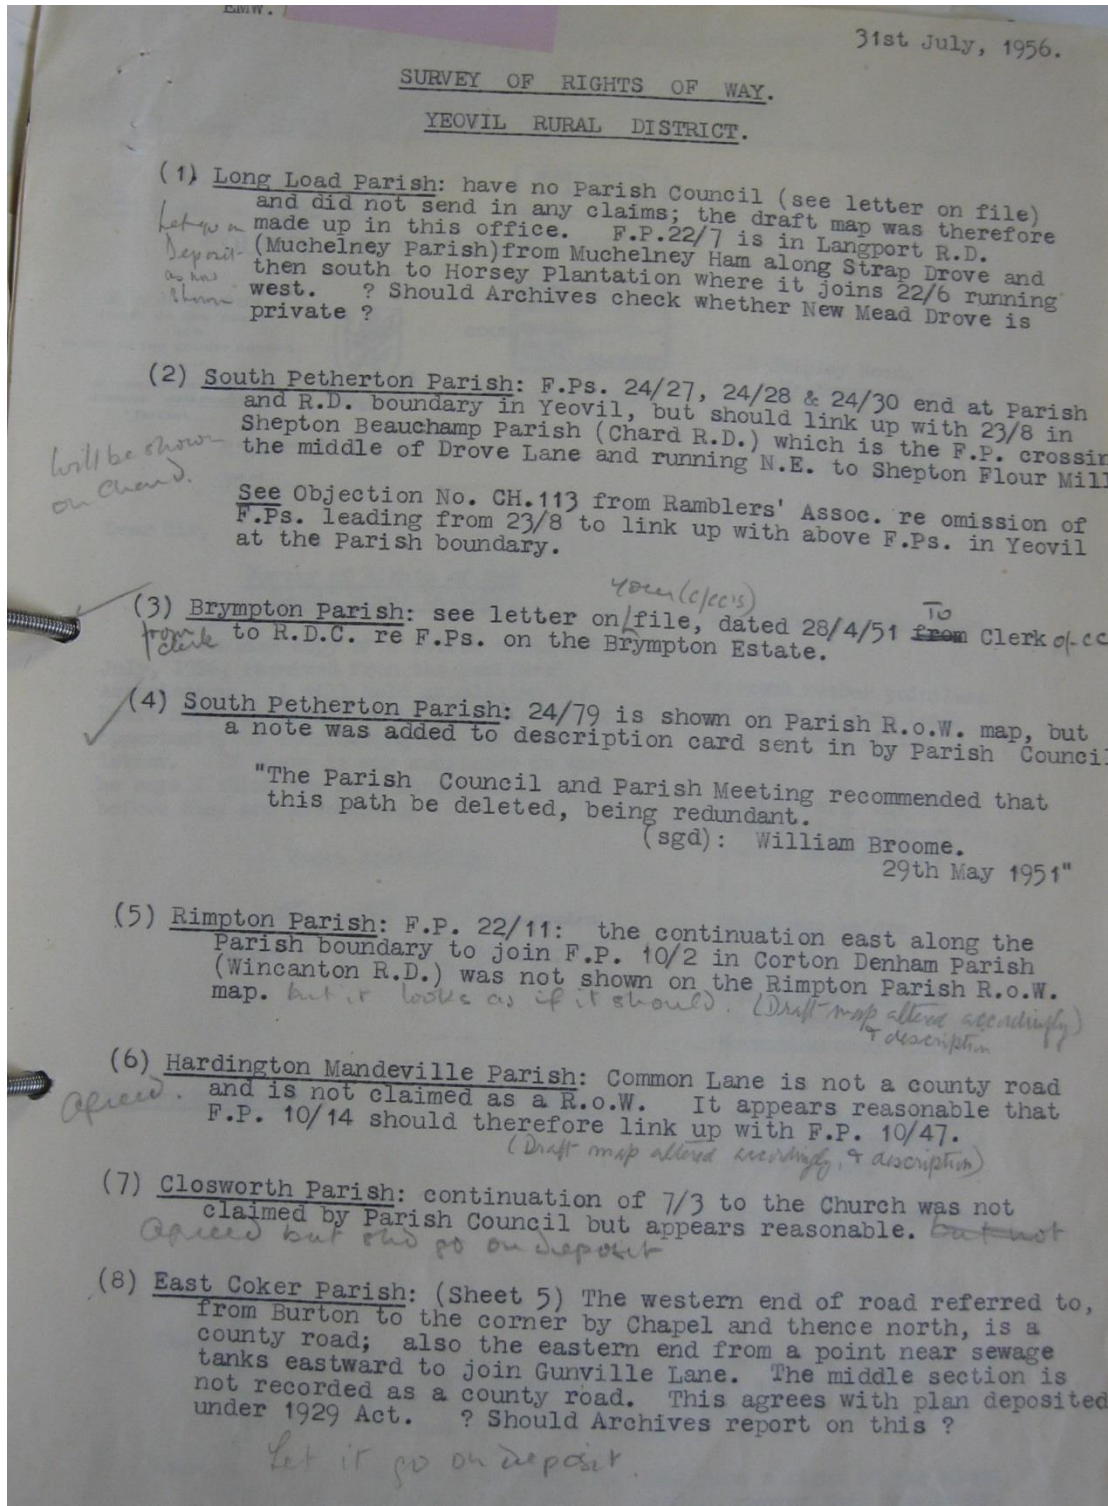 EMW.
31st July, 1956.
SURVEY OF RIGHTS OF WAY.
YEOVIL RURAL DISTRICT.
(1) Long Load Parish: have no Parish Council (see letter on file)
and did not send in any claims; the draft map was therefore
made up in this office. F.P.22/7 is in Langport R.D.
(Muchelney Parish)from Muchelney Ham along Strap Drove and
then south to Horsey Plantation where it joins 22/6 running
west. ? Should Archives check whether New Mead Drove is
private ?
Let go on
Deposit
as now
shown
(2) South Petherton Parish: F.Ps. 24/27, 24/28 & 24/30 end at Parish
and R.D. boundary in Yeovil, but should link up with 23/8 in
Shepton Beauchamp Parish (Chard R.D.) which is the F.P. crossin
the middle of Drove Lane and running N.E. to Shepton Flour Mill
will be shown
on Chard.
See Objection No. CH.113 from Ramblers' Assoc. re omission of
F.Ps. leading from 23/8 to link up with above F.Ps. in Yeovil
at the Parish boundary.
your (c/cc's)
(3) Brympton Parish: see letter on file, dated 28/4/51 from To Clerk of CC
from clerk to R.D.C. re F.Ps. on the Brympton Estate.
(4) South Petherton Parish: 24/79 is shown on Parish R.o.W. map, but
a note was added to description card sent in by Parish Council
"The Parish Council and Parish Meeting recommended that
this path be deleted, being redundant.
(sgd): William Broome.
29th May 1951"
(5) Rimpton Parish: F.P. 22/11: the continuation east along the
Parish boundary to join F.P. 10/2 in Corton Denham Parish
(Wincanton R.D.) was not shown on the Rimpton Parish R.o.W.
map. but it looks as if it should. (Draft map altered accordingly)
& description
(6) Hardington Mandeville Parish: Common Lane is not a county road
and is not claimed as a R.o.W. It appears reasonable that
F.P. 10/14 should therefore link up with F.P. 10/47.
agreed.
(Draft map altered accordingly, & description)
(7) Closworth Parish: continuation of 7/3 to the Church was not
claimed by Parish Council but appears reasonable. but not
agreed but shd go on deposit
(8) East Coker Parish: (Sheet 5) The western end of road referred to,
from Burton to the corner by Chapel and thence north, is a
county road; also the eastern end from a point near sewage
tanks eastward to join Gunville Lane. The middle section is
not recorded as a county road. This agrees with plan deposited
under 1929 Act. ? Should Archives report on this ?
Let it go on deposit.